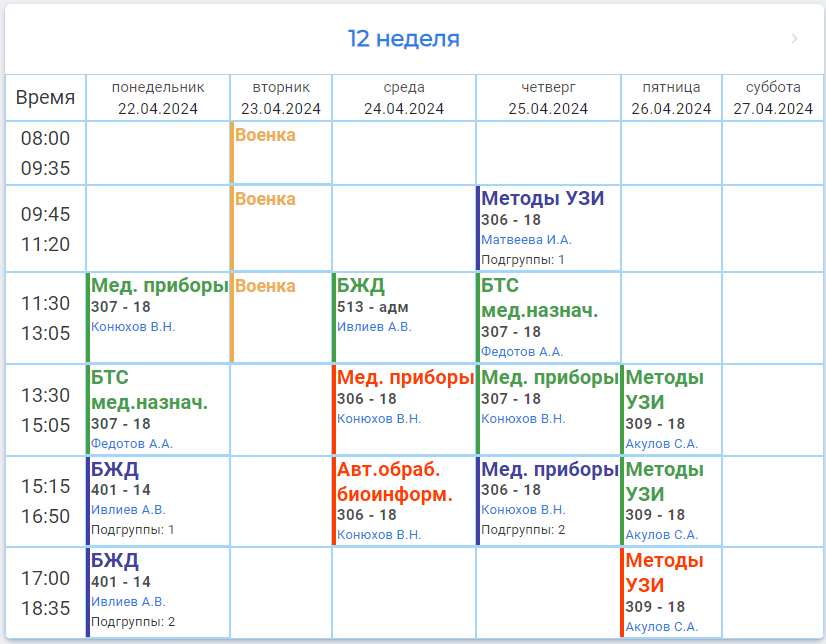 12 неделя
Время
понедельник
22.04.2024
вторник
23.04.2024
среда
24.04.2024
четверг
25.04.2024
пятница
26.04.2024
суббота
27.04.2024
08:00
09:35
Военка
09:45
11:20
Военка
Методы УЗИ
306 - 18
Матвеева И.А.
Подгруппы: 1
11:30
13:05
Мед. приборы
307 - 18
Конюхов В.Н.
Военка
БЖД
513 - адм
Ивлиев А.В.
БТС
мед.назнач.
307 - 18
Федотов А.А.
13:30
15:05
БТС
мед.назнач.
307 - 18
Федотов А.А.
Мед. приборы
306 - 18
Конюхов В.Н.
Мед. приборы
307 - 18
Конюхов В.Н.
Методы
УЗИ
309 - 18
Акулов С.А.
15:15
16:50
БЖД
401 - 14
Ивлиев А.В.
Подгруппы: 1
Авт.обраб.
биоинформ.
306 - 18
Конюхов В.Н.
Мед. приборы
306 - 18
Конюхов В.Н.
Подгруппы: 2
Методы
УЗИ
309 - 18
Акулов С.А.
17:00
18:35
БЖД
401 - 14
Ивлиев А.В.
Подгруппы: 2
Методы
УЗИ
309 - 18
Акулов С.А.